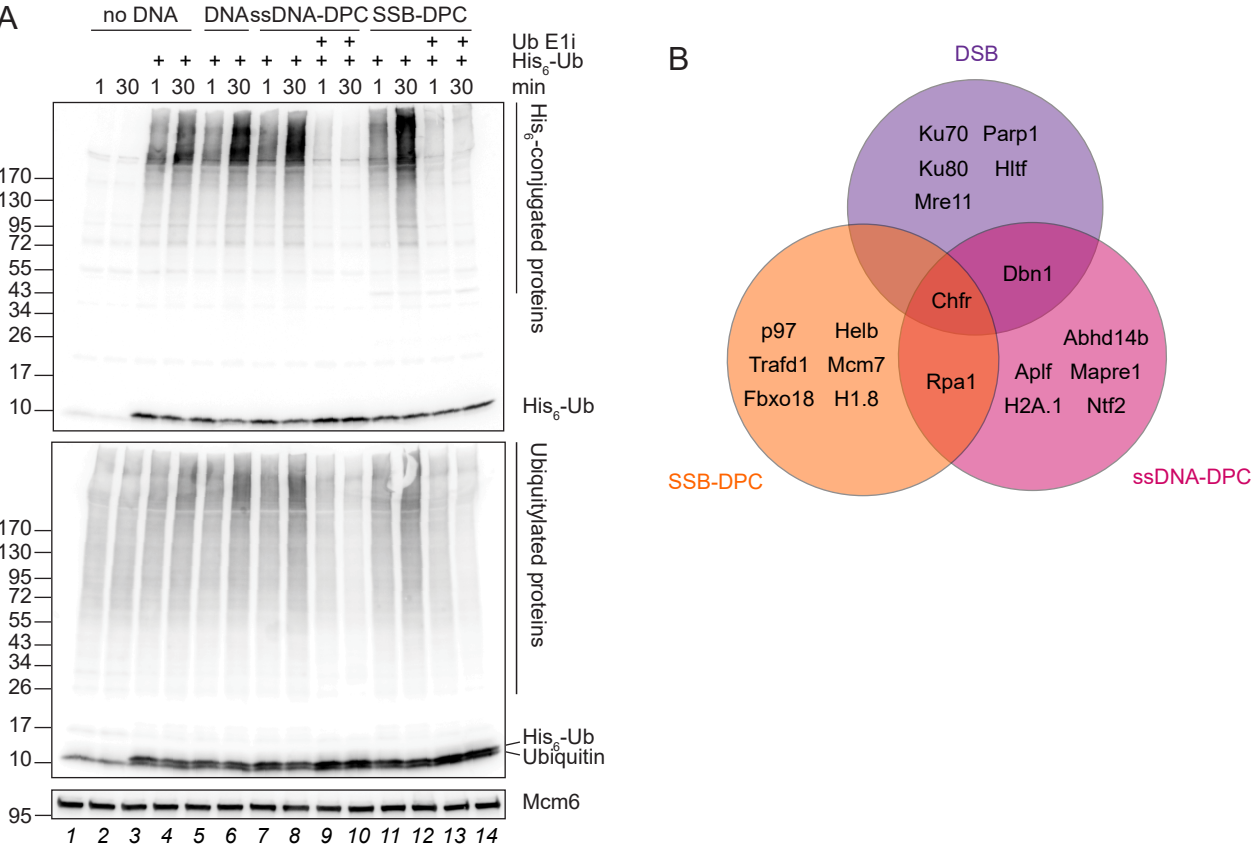 A
no DNA DNA ssDNA-DPC SSB-DPC
+ + + + Ub E1i
+ + + + + + + + + + + + His6-Ub
1 30 1 30 1 30 1 30 1 30 1 30 1 30 min
170
130
95
72
55
43
34
26
17
10
His6-conjugated proteins
His6-Ub
170
130
95
72
55
43
34
26
17
10
Ubiquitylated proteins
His6-Ub
Ubiquitin
95
Mcm6
1 2 3 4 5 6 7 8 9 10 11 12 13 14
B
DSB
Ku70 Parp1
Ku80 Hltf
Mre11
Dbn1
Chfr
p97 Helb
Trafd1 Mcm7
Fbxo18 H1.8
Rpa1
Abhd14b
Aplf Mapre1
H2A.1 Ntf2
SSB-DPC
ssDNA-DPC